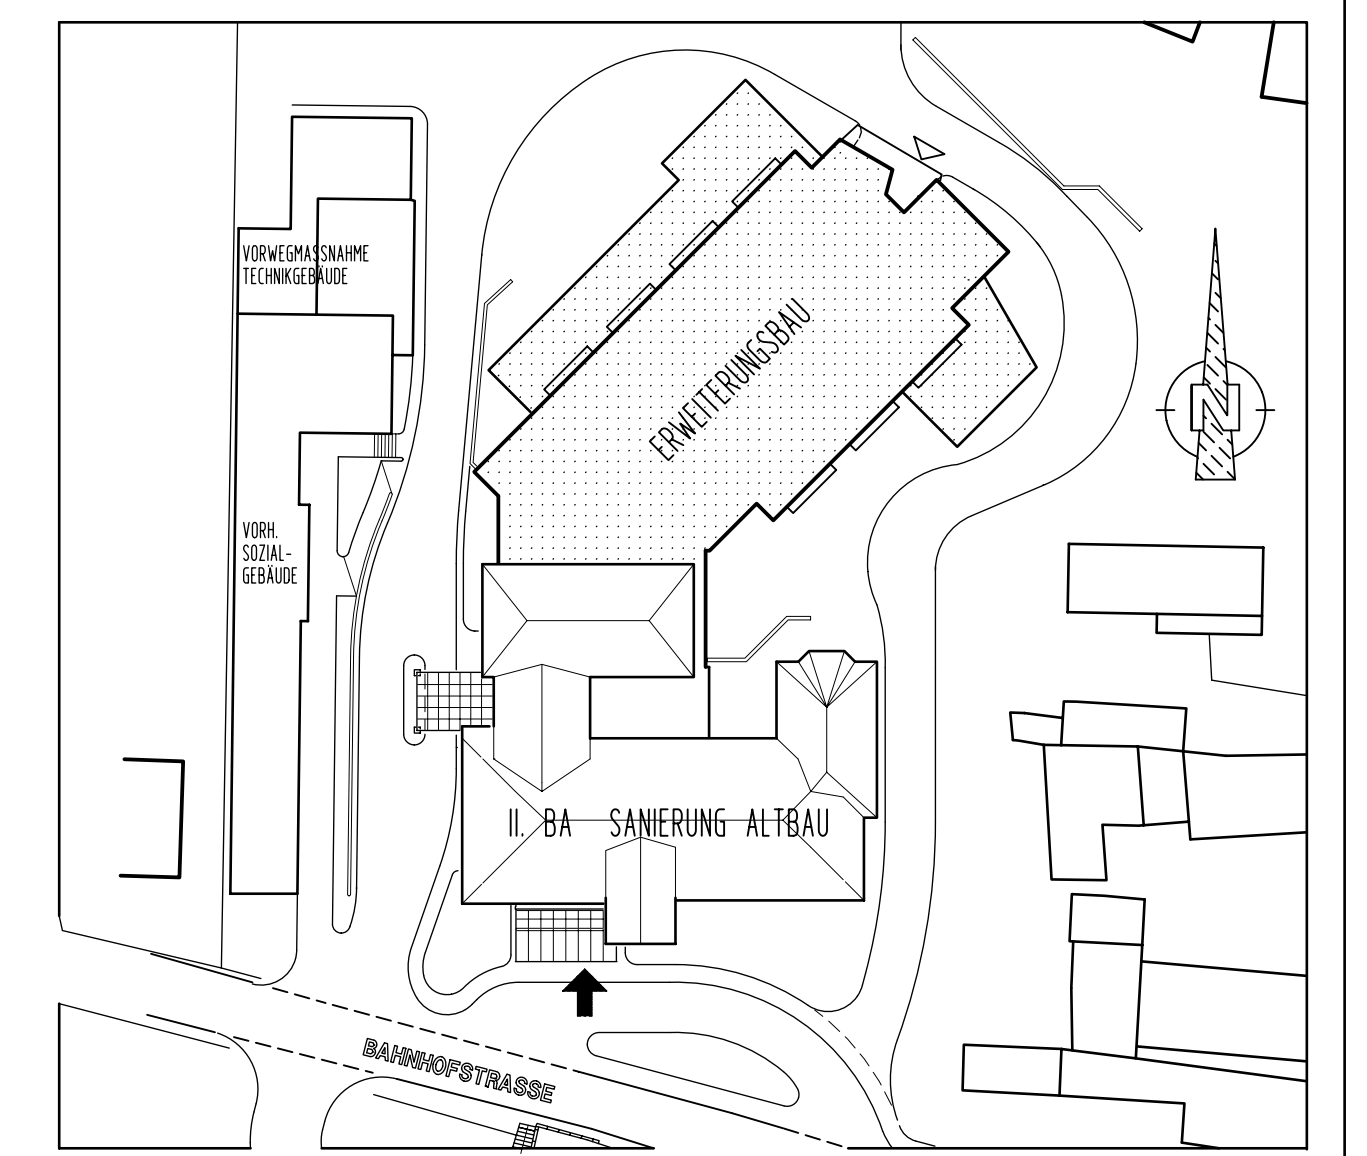 VORWEGMASSNAHME
TECHNIKGEBÄUDE
ERWEITERUNGSBAU
N
VORH.
SOZIAL-
GEBÄUDE
II. BA SANIERUNG ALTBAU
BAHNHOFSTRASSE